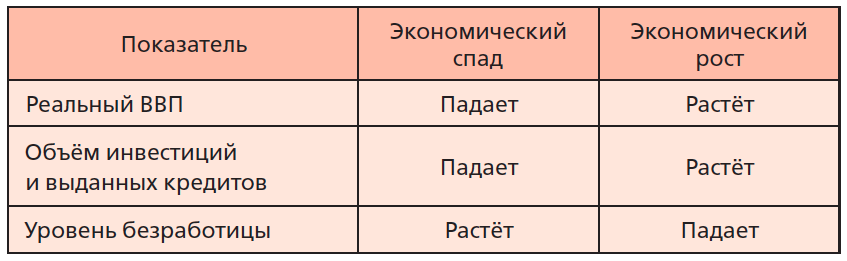 Показатель
Экономический
спад
Экономический
рост
Реальный ВВП
Падает
Растёт
Объём инвестиций
и выданных кредитов
Падает
Растёт
Уровень безработицы
Растёт
Падает